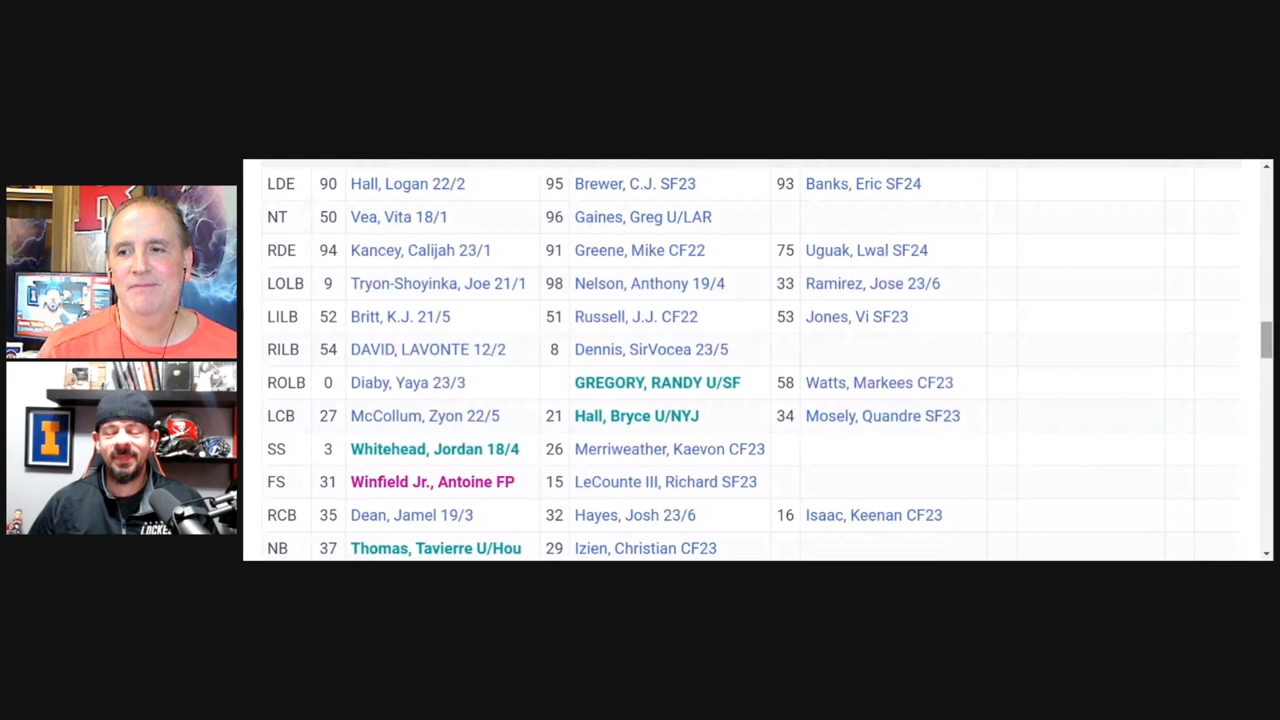 LDE 90 Hall, Logan 22/2 95 Brewer, C.J. SF23 93 Banks, Eric SF24
NT 50 Vea, Vita 18/1 96 Gaines, Greg U/LAR
RDE 94 Kancey, Calijah 23/1 91 Greene, Mike CF22 75 Uguak, Lwal SF24
LOLB 9 Tryon-Shoyinka, Joe 21/1 98 Nelson, Anthony 19/4 33 Ramirez, Jose 23/6
LILB 52 Britt, K.J. 21/5 51 Russell, J.J. CF22 53 Jones, Vi SF23
RILB 54 DAVID, LAVONTE 12/2 8 Dennis, SirVocea 23/5
ROLB 0 Diaby, Yaya 23/3 GREGORY, RANDY U/SF 58 Watts, Markees CF23
LCB 27 McCollum, Zyon 22/5 21 Hall, Bryce U/NYJ 34 Mosely, Quandre SF23
SS 3 Whitehead, Jordan 18/4 26 Merriweather, Kaevon CF23
FS 31 Winfield Jr., Antoine FP 15 LeCounte III, Richard SF23
RCB 35 Dean, Jamel 19/3 32 Hayes, Josh 23/6 16 Isaac, Keenan CF23
NB 37 Thomas, Tavierre U/Hou 29 Izien, Christian CF23